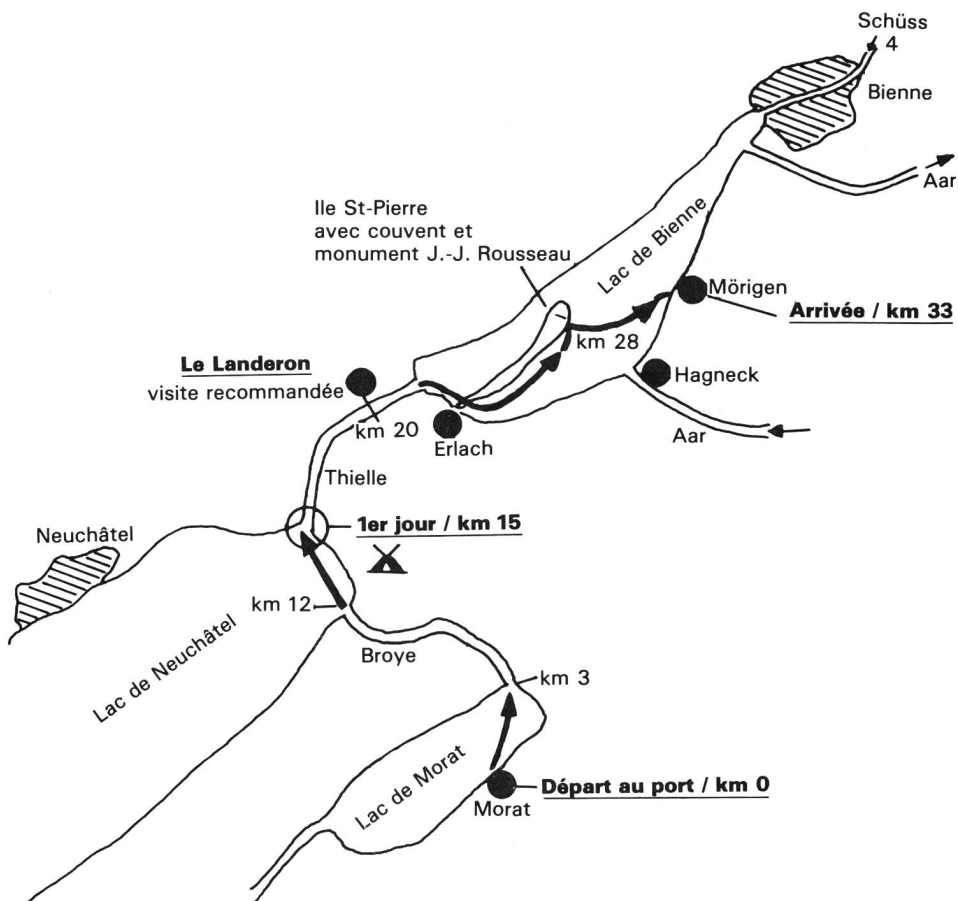 Schüss
4
Bienne
Aar
Ile St-Pierre
avec couvent et
monument J.-J. Rousseau
Lac de Bienne
Mörigen
Arrivée / km 33
km 28
Le Landeron
visite recommandée
Hagneck
km 20
Erlach
Aar
Thielle
1er jour / km 15
Neuchâtel
km 12
Broye
Lac de Neuchâtel
km 3
Lac de Morat
Départ au port / km 0
Morat